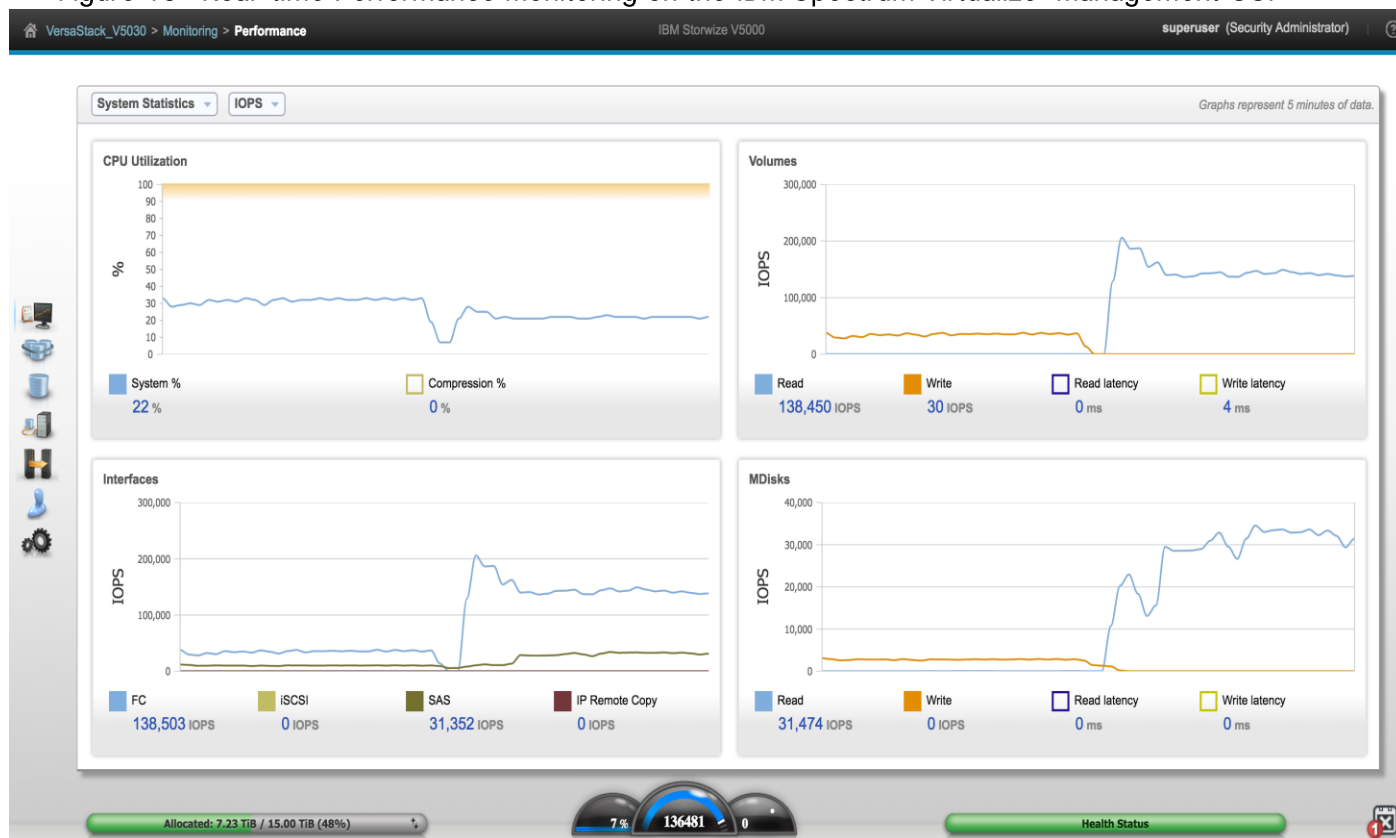 VersaStack_V5030 > Monitoring > Performance
IBM Storwize V5000
superuser (Security Administrator)
System Statistics
IOPS
Graphs represent 5 minutes of data.
CPU Utilization
100
90
80
70
60
50
40
30
20
10
0
%
System %
22 %
Compression %
0 %
Volumes
300,000
200,000
100,000
0
IOPS
Read
138,450 IOPS
Write
30 IOPS
Read latency
0 ms
Write latency
4 ms
Interfaces
300,000
200,000
100,000
0
IOPS
FC
138,503 IOPS
iSCSI
0 IOPS
SAS
31,352 IOPS
IP Remote Copy
0 IOPS
MDisks
40,000
30,000
20,000
10,000
0
IOPS
Read
31,474 IOPS
Write
0 IOPS
Read latency
0 ms
Write latency
0 ms
Allocated: 7.23 TiB / 15.00 TiB (48%)
7%
136481
0
Health Status
1